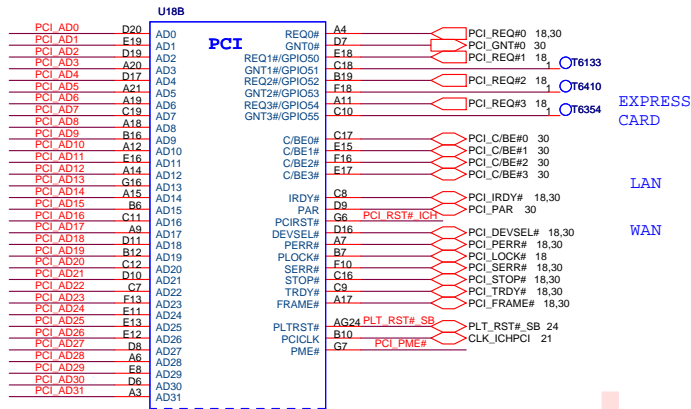 U18B
PCI
PCI_AD0 D20 AD0
PCI_AD1 E19 AD1
PCI_AD2 D19 AD2
PCI_AD3 A20 AD3
PCI_AD4 D17 AD4
PCI_AD5 A21 AD5
PCI_AD6 A19 AD6
PCI_AD7 C19 AD7
PCI_AD8 A18 AD8
PCI_AD9 B16 AD9
PCI_AD10 A12 AD10
PCI_AD11 E16 AD11
PCI_AD12 A14 AD12
PCI_AD13 G16 AD13
PCI_AD14 A15 AD14
PCI_AD15 B6 AD15
PCI_AD16 C11 AD16
PCI_AD17 A9 AD17
PCI_AD18 D11 AD18
PCI_AD19 B12 AD19
PCI_AD20 C12 AD20
PCI_AD21 D10 AD21
PCI_AD22 C7 AD22
PCI_AD23 F13 AD23
PCI_AD24 E11 AD24
PCI_AD25 E13 AD25
PCI_AD26 E12 AD26
PCI_AD27 D8 AD27
PCI_AD28 A6 AD28
PCI_AD29 E8 AD29
PCI_AD30 D6 AD30
PCI_AD31 A3 AD31
REQ0# A4 PCI_REQ#0 18,30
GNT0# D7 PCI_GNT#0 30
REQ1#/GPIO50 E18 PCI_REQ#1 18
GNT1#/GPIO51 C18 1 T6133
REQ2#/GPIO52 B19 PCI_REQ#2 18
GNT2#/GPIO53 F18 1 T6410
REQ3#/GPIO54 A11 PCI_REQ#3 18
GNT3#/GPIO55 C10 1 T6354
C/BE0# C17 PCI_C/BE#0 30
C/BE1# E15 PCI_C/BE#1 30
C/BE2# F16 PCI_C/BE#2 30
C/BE3# E17 PCI_C/BE#3 30
IRDY# C8 PCI_IRDY# 18,30
PAR D9 PCI_PAR 30
PCIRST# G6 PCI_RST#_ICH
DEVSEL# D16 PCI_DEVSEL# 18,30
PERR# A7 PCI_PERR# 18,30
PLOCK# B7 PCI_LOCK# 18
SERR# F10 PCI_SERR# 18,30
STOP# C16 PCI_STOP# 18,30
TRDY# C9 PCI_TRDY# 18,30
FRAME# A17 PCI_FRAME# 18,30
PLTRST# AG24 PLT_RST#_SB PLT_RST#_SB 24
PCICLK B10 CLK_ICHPCI 21
PME# G7 PCI_PME#
EXPRESS
CARD
LAN
WAN